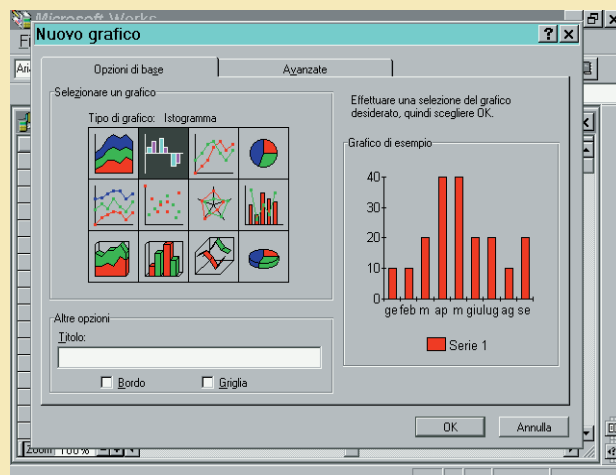 Microsoft Works
Nuovo grafico
Opzioni di base
Avanzate
Selezionare un grafico
Tipo di grafico: Istogramma
Effettuare una selezione del grafico
desiderato, quindi scegliere OK.
Grafico di esempio
40
30
20
10
0
ge feb m ap m giulug ag se
Serie 1
Altre opzioni
Titolo:
Bordo
Griglia
OK
Annulla
Zoom 100%